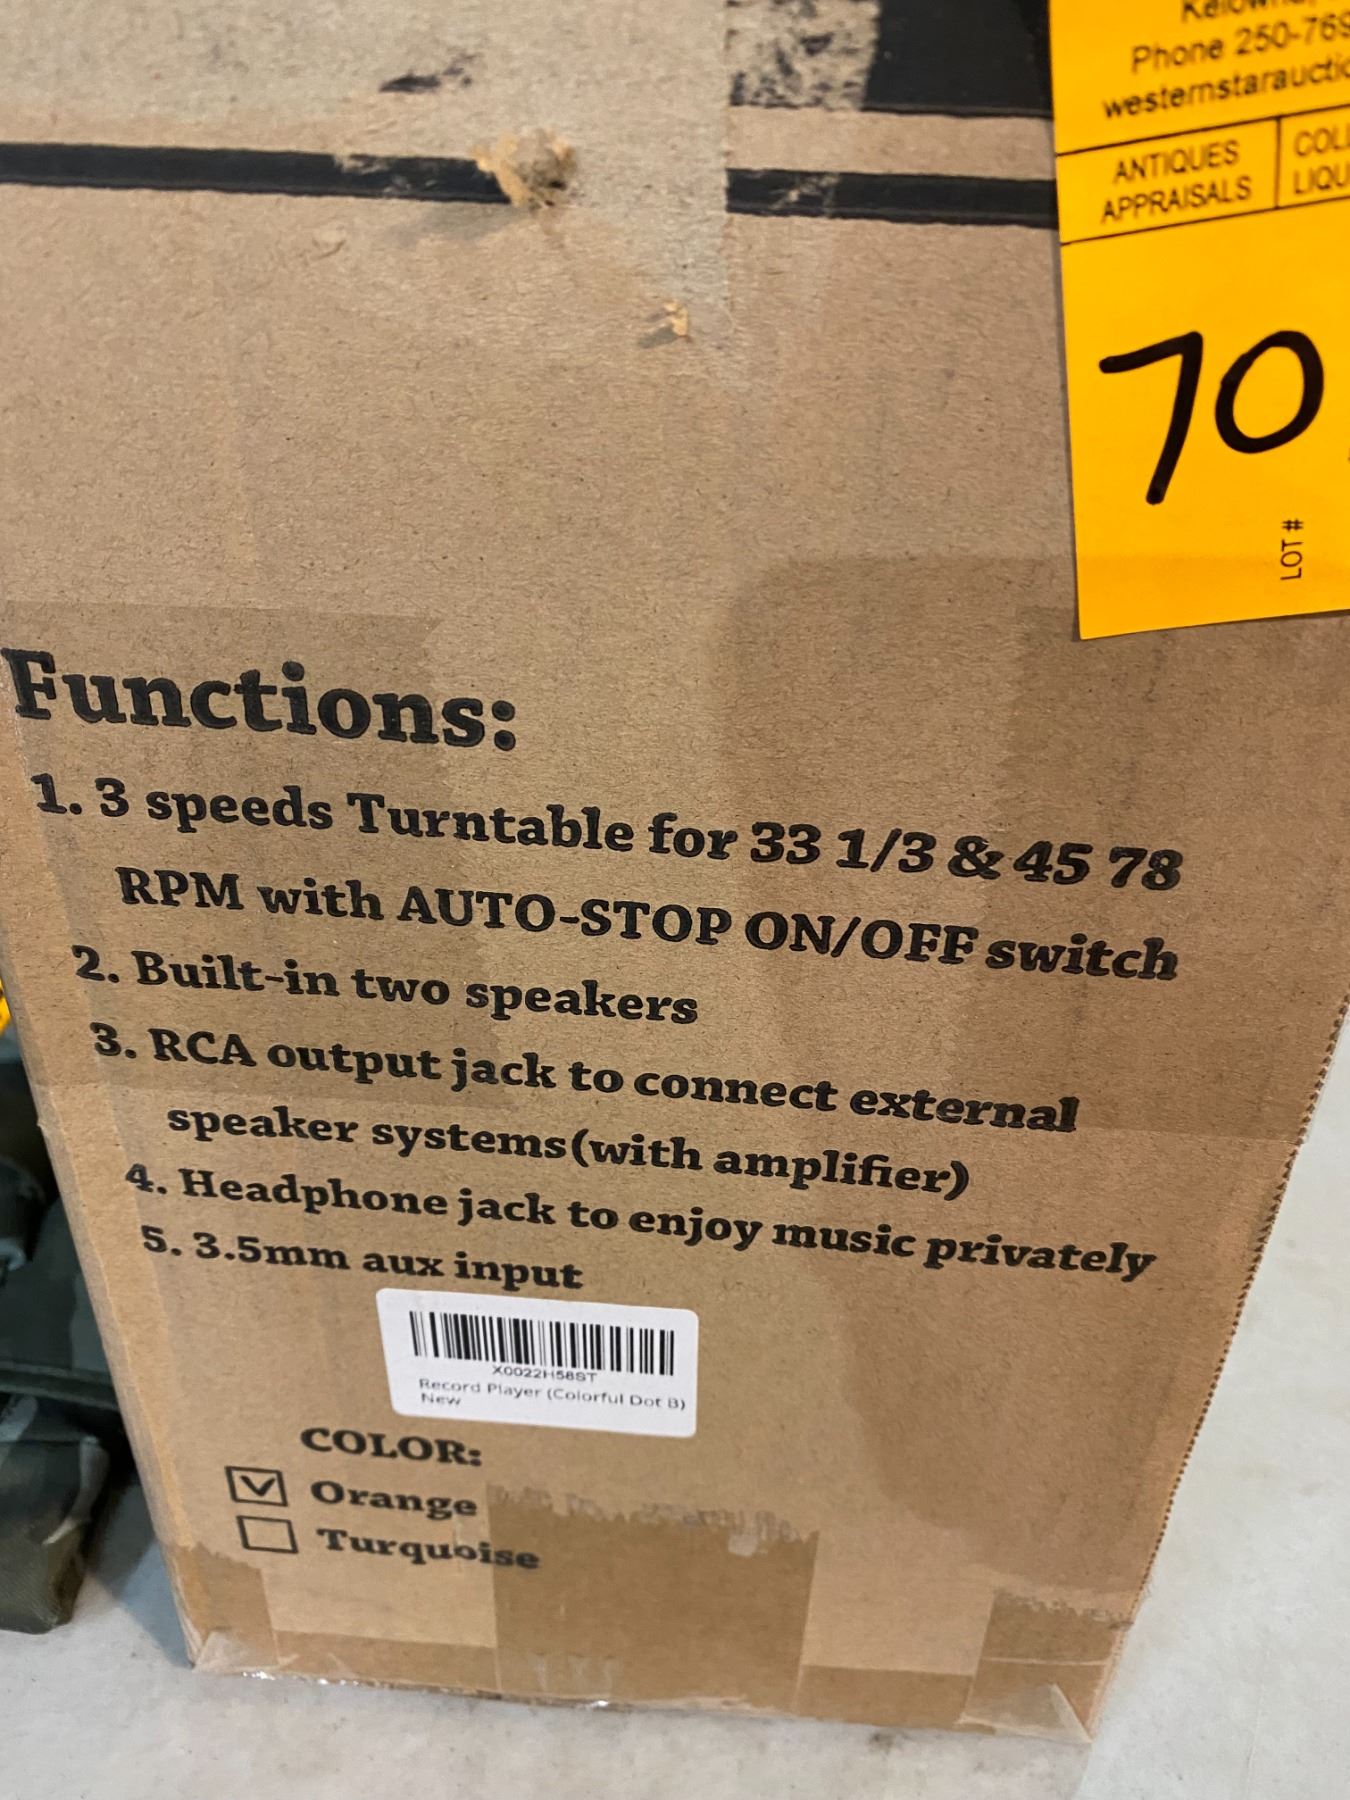 Phone 250-769
westernstarauctio
ANTIQUES
APPRAISALS
COLL
LIQU
70
LOT #
Functions:
1. 3 speeds Turntable for 33 1/3 & 45 78
RPM with AUTO-STOP ON/OFF switch
2. Built-in two speakers
3. RCA output jack to connect external
speaker systems(with amplifier)
4. Headphone jack to enjoy music privately
5. 3.5mm aux input
X0022H58ST
Record Player (Colorful Dot B)
New
COLOR:
Orange
Turquoise